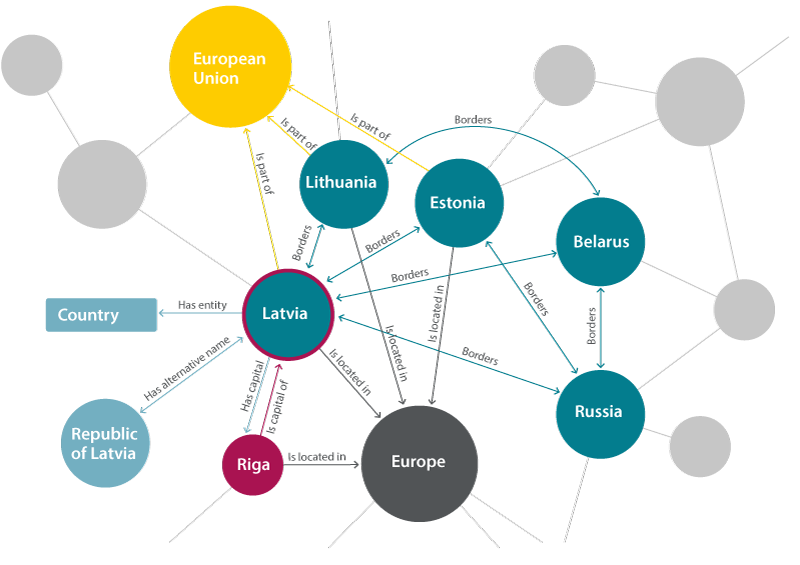 European
Union
Is part of
Is part of
Is part of
Borders
Lithuania
Estonia
Belarus
Borders
Borders
Borders
Has entity
Country
Latvia
Is located in
Borders
Borders
Has alternative name
Is located in
Is located in
Borders
Has capital
Is capital of
Republic
of Latvia
Riga
Is located in
Europe
Russia